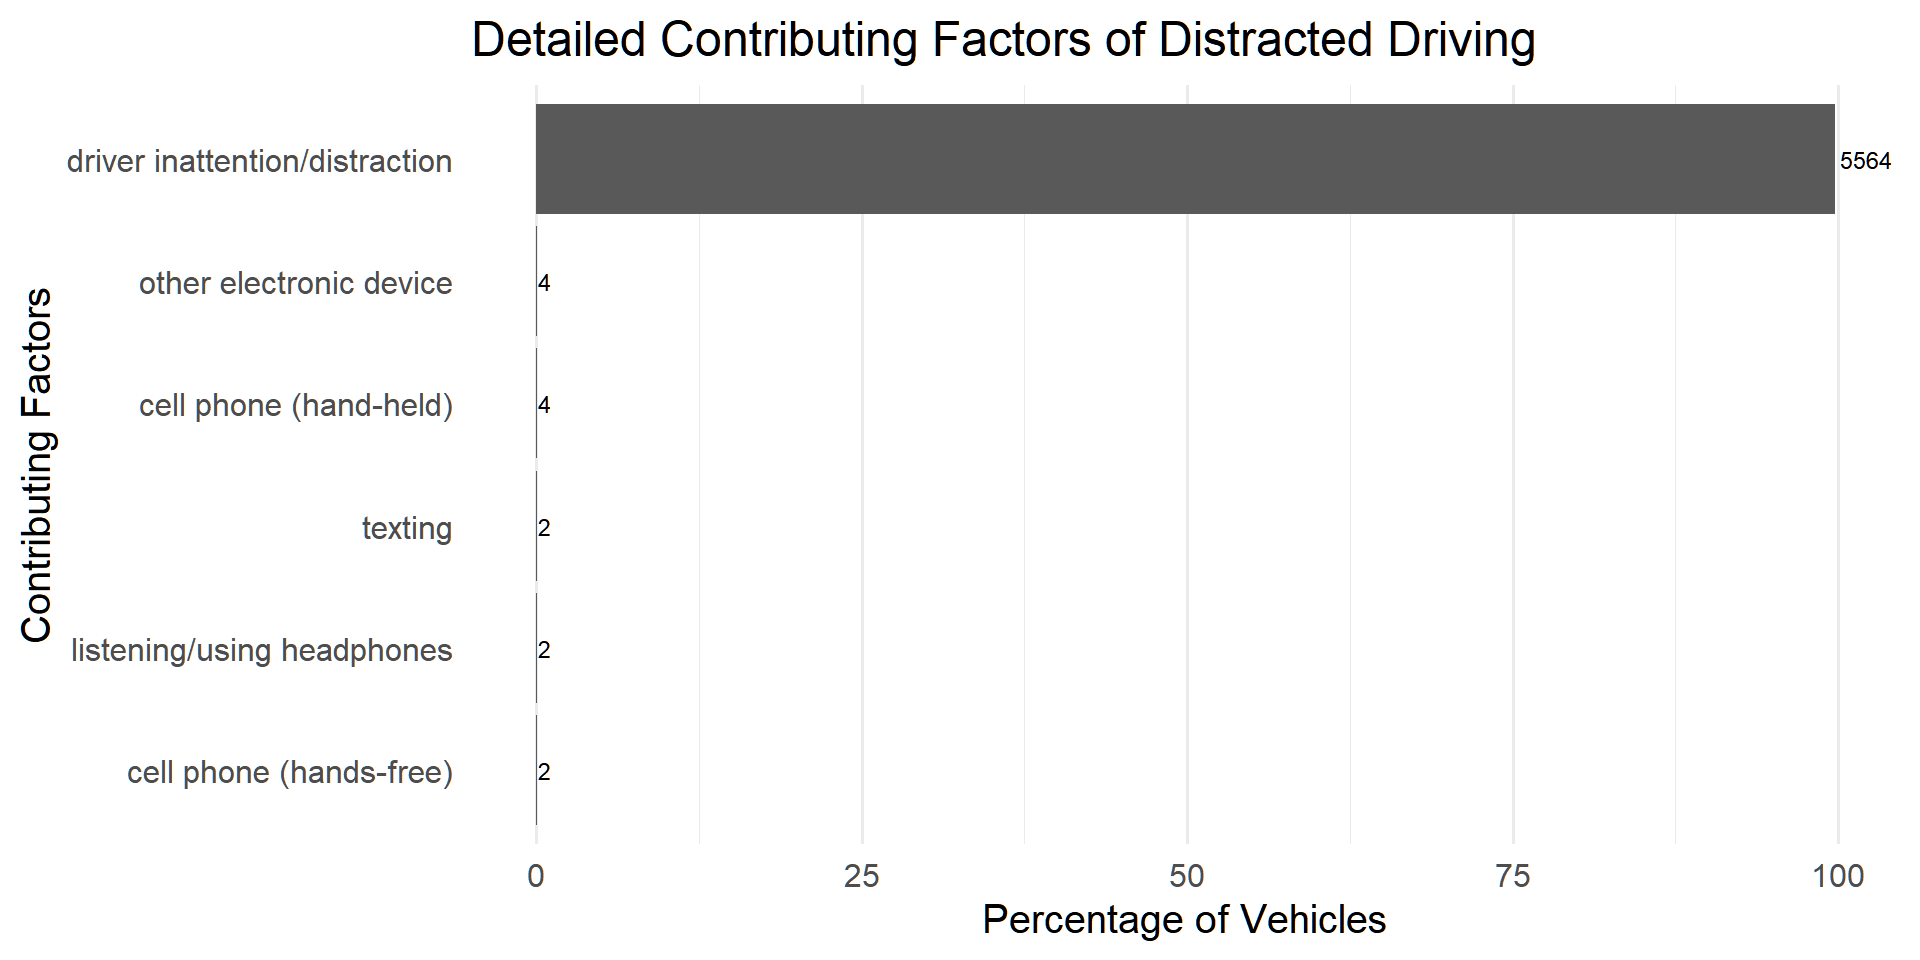 Detailed Contributing Factors of Distracted Driving
Contributing Factors
driver inattention/distraction
5564
other electronic device
4
cell phone (hand-held)
4
texting
2
listening/using headphones
2
cell phone (hands-free)
2
0 25 50 75 100
Percentage of Vehicles